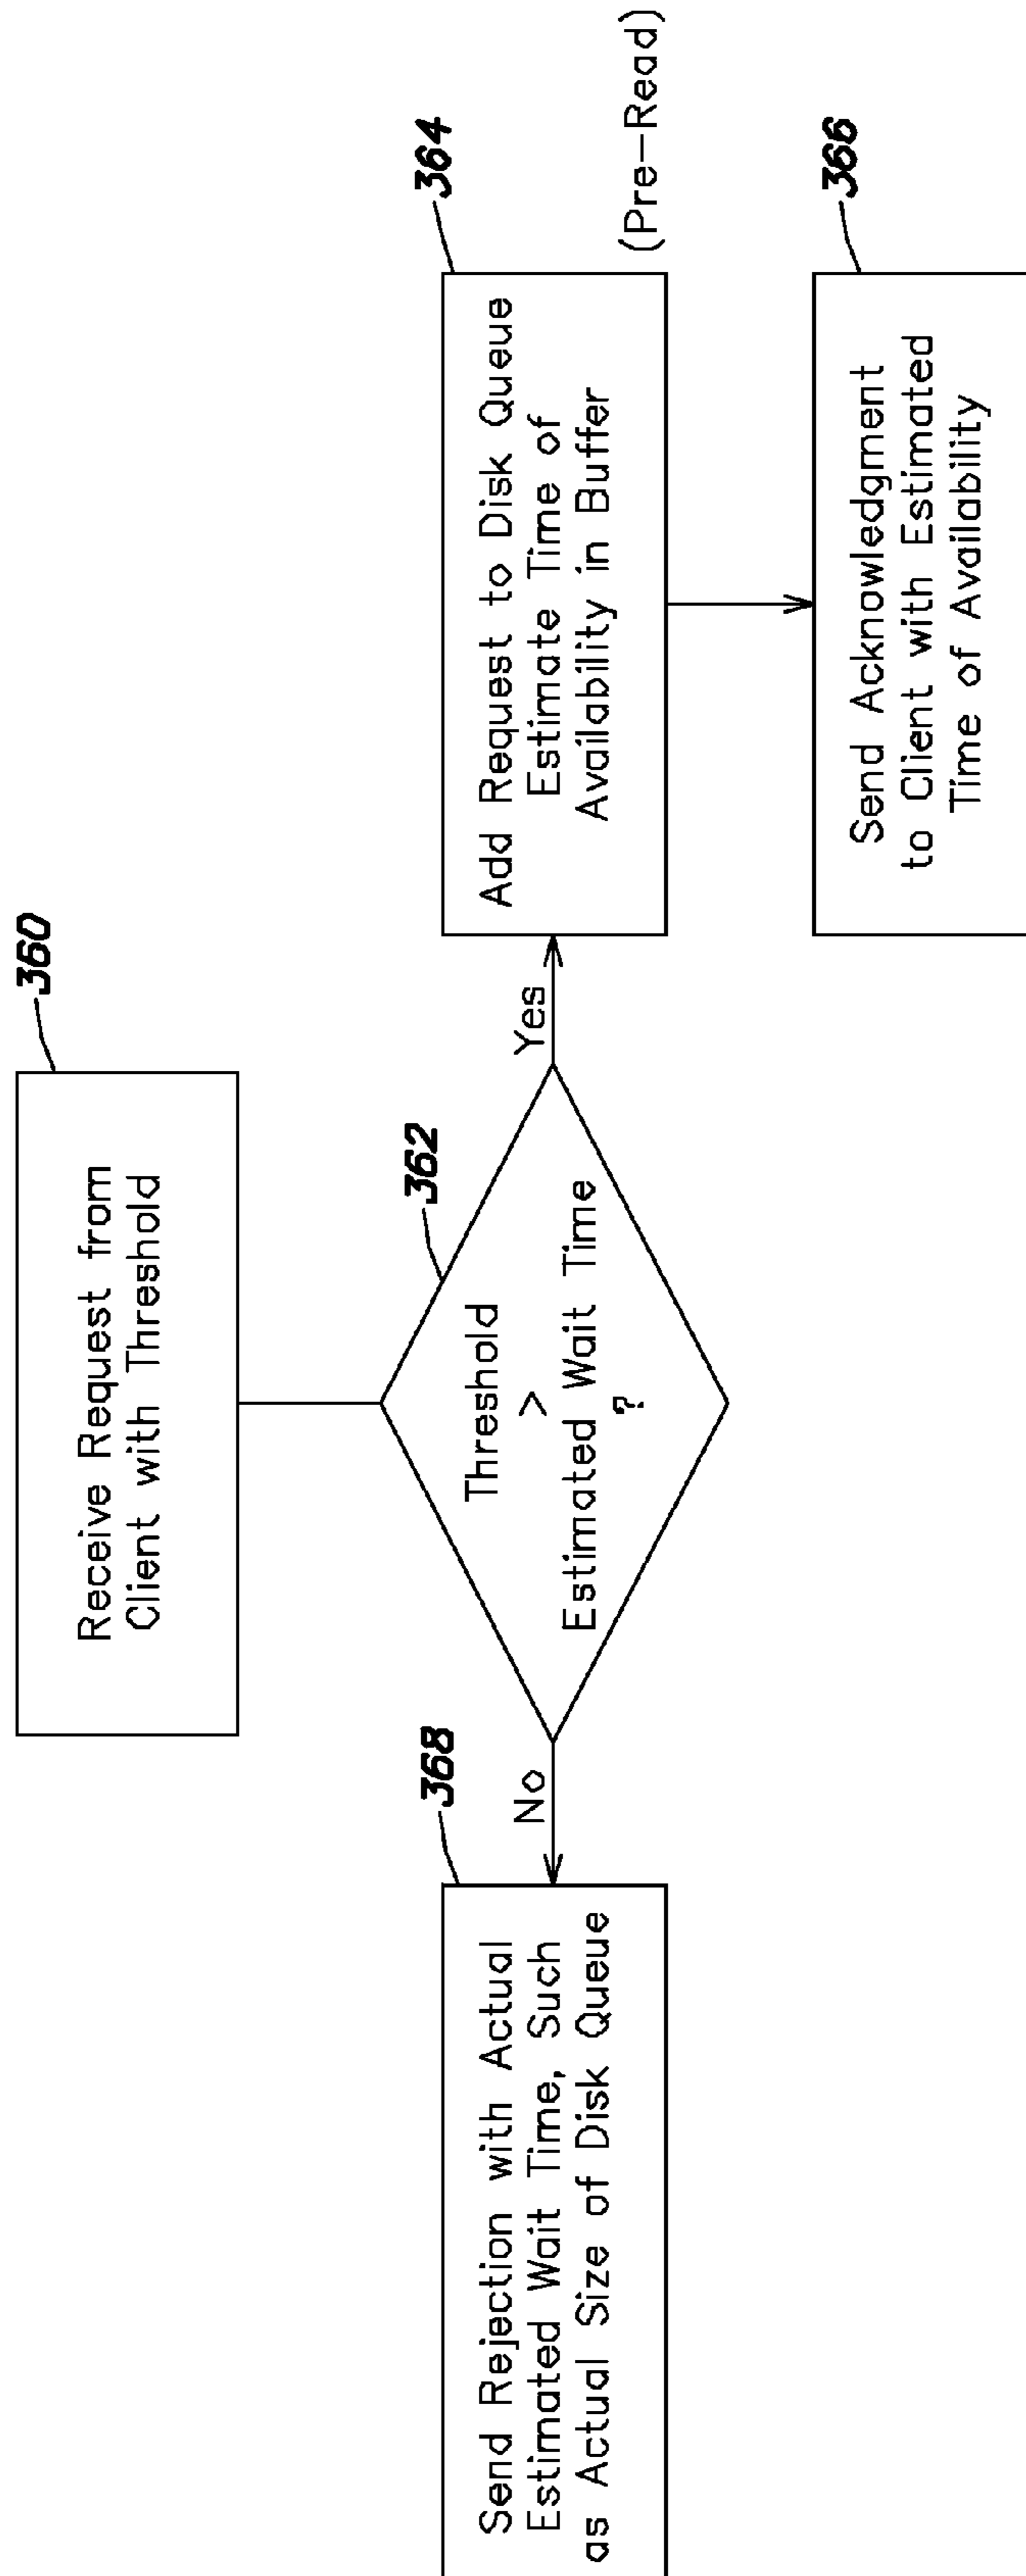 360
Receive Request from
Client with Threshold
362
Threshold
>
Estimated Wait Time
?
No
Yes
368
Send Rejection with Actual
Estimated Wait Time, Such
as Actual Size of Disk Queue
364
Add Request to Disk Queue
Estimate Time of
Availability in Buffer
(Pre-Read)
366
Send Acknowledgment
to Client with Estimated
Time of Availability